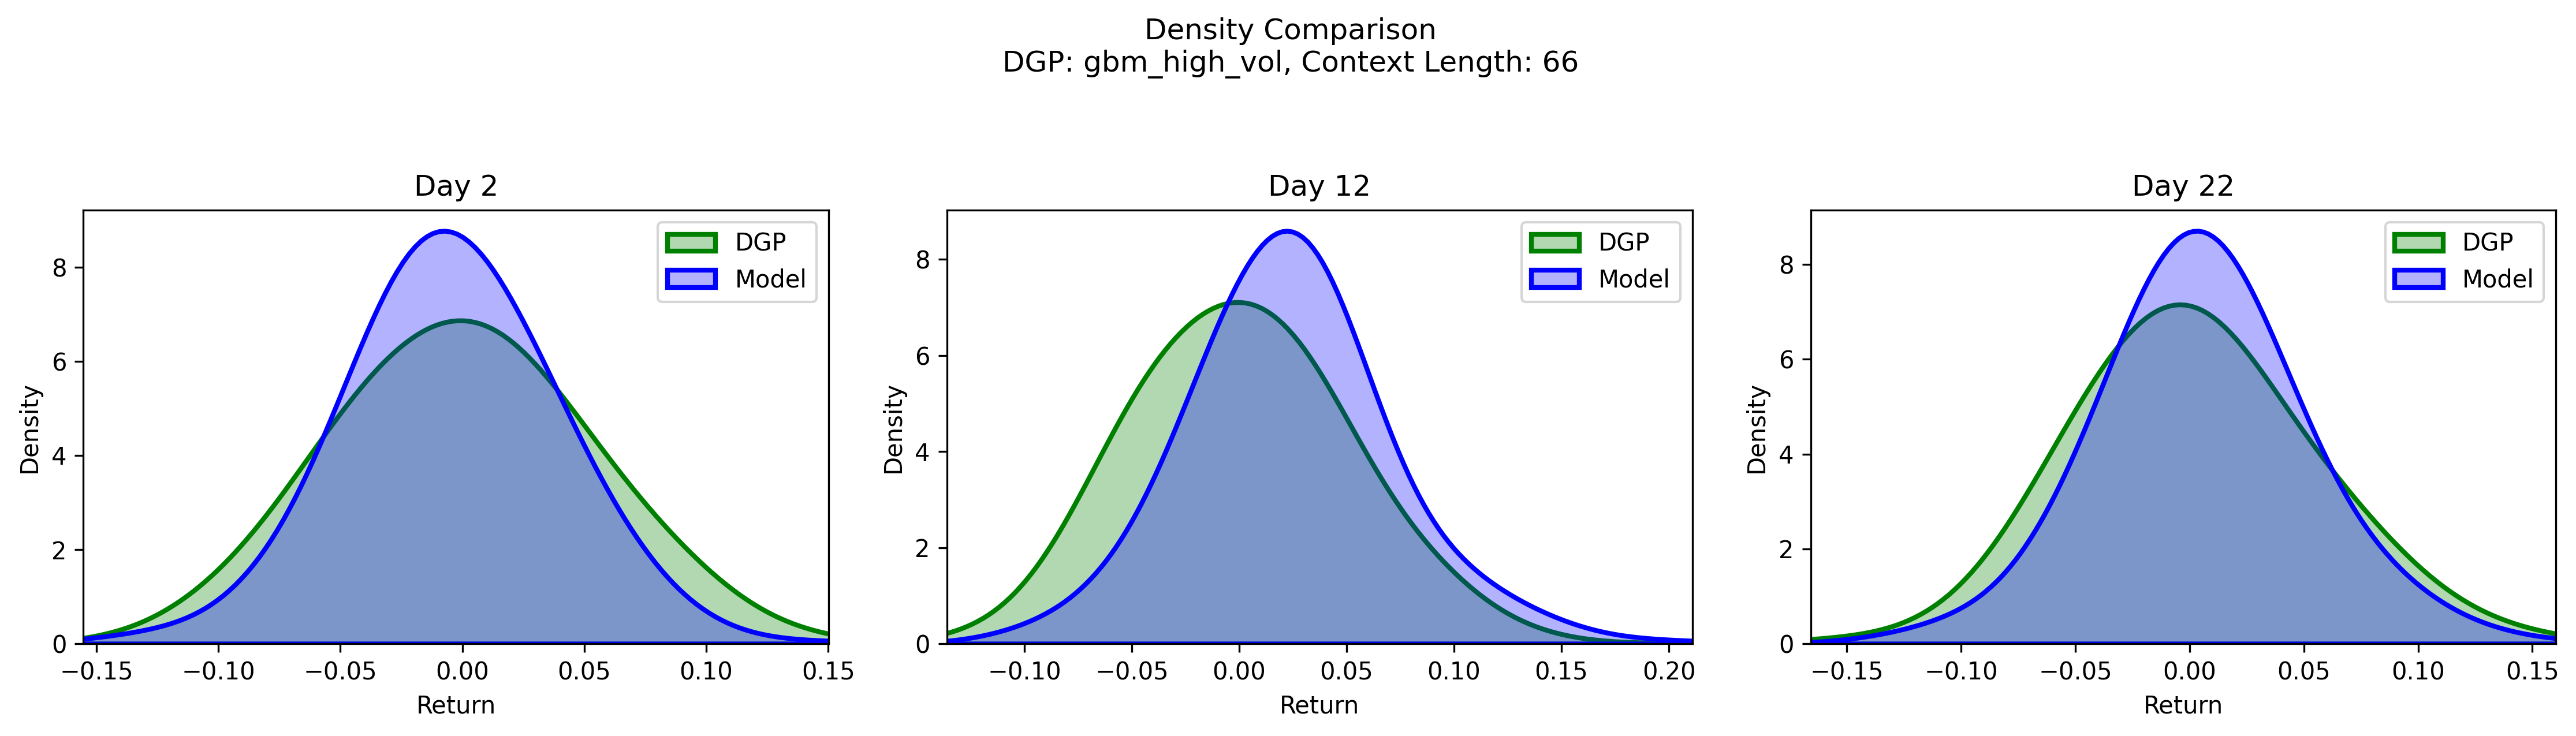 Density Comparison
DGP: gbm_high_vol, Context Length: 66
Day 2
DGP
Model
Density
8
6
4
2
0
−0.15 −0.10 −0.05 0.00 0.05 0.10 0.15
Return
Day 12
DGP
Model
Density
8
6
4
2
0
−0.10 −0.05 0.00 0.05 0.10 0.15 0.20
Return
Day 22
DGP
Model
Density
8
6
4
2
0
−0.15 −0.10 −0.05 0.00 0.05 0.10 0.15
Return